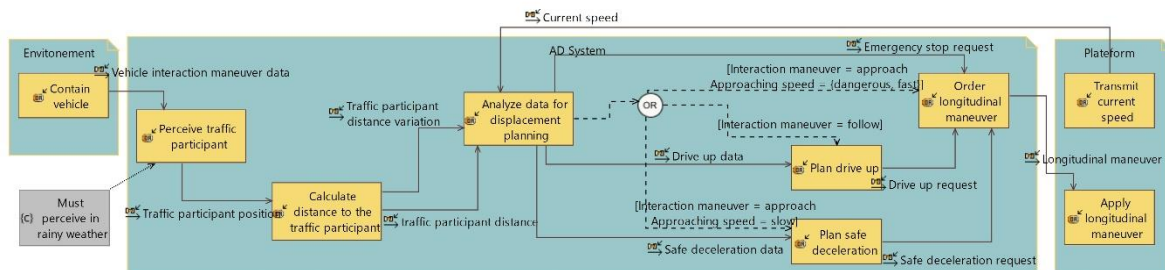 Current speed
Envitonement
AD System
Emergency stop request
Plateform
Vehicle interaction maneuver data
Contain
vehicle
[Interaction maneuver = approach
Approaching speed = {dangerous, fast}]
Order
longitudinal
maneuver
Transmit
current
speed
Traffic participant
distance variation
Analyze data for
displacement
planning
OR
Perceive traffic
participant
[Interaction maneuver = follow]
Drive up data
Plan drive up
Longitudinal maneuver
Drive up request
(c)
Must
perceive in
rainy weather
Calculate
distance to the
traffic participant
Traffic participant position
Traffic participant distance
[Interaction maneuver = approach
Approaching speed = slow]
Plan safe
deceleration
Apply
longitudinal
maneuver
Safe deceleration data
Safe deceleration request